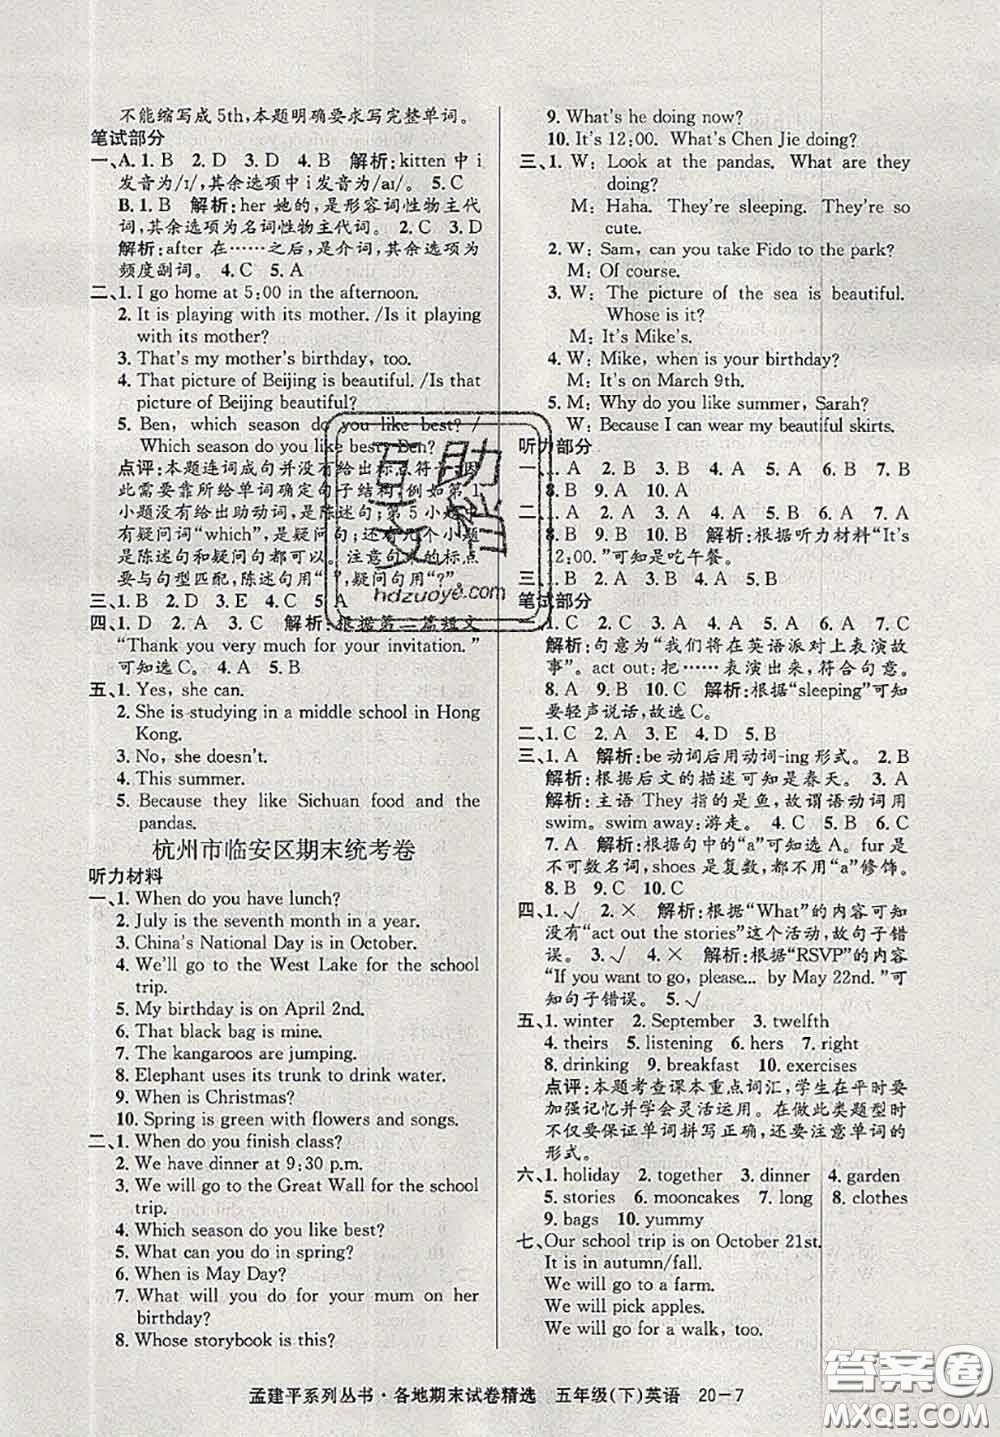 不能缩写成 5th,本题明确要求写完整单词。
笔试部分
一、A. 1. B 2. D 3. D 4. B 解析:kitten 中 i
发音为/ɪ/,其余选项中 i 发音为/aɪ/。 5. C
B. 1. B 解析:her 她的,是形容词性物主代
词,其余选项为名词性物主代词。 2. C 3. D
解析:after 在……之后,是介词,其余选项为
频度副词。 4. C 5. A
二、1. I go home at 5:00 in the afternoon.
2. It is playing with its mother. /Is it playing
with its mother?
3. That's my mother's birthday, too.
4. That picture of Beijing is beautiful. /Is that
picture of Beijing beautiful?
5. Ben, which season do you like best? /
Which season do you like best, Ben?
点评:本题连词成句并没有给出标点符号,因
此需要靠所给单词确定句子结构,例如第 1
小题没有给出助动词,是陈述句;第 5 小题中
有疑问词“which”,是疑问句;其余几个小题
是陈述句和疑问句都可以。注意句末的标点
要与句型匹配,陈述句用“.”,疑问句用“?”。
三、1. B 2. D 3. E 4. C 5. A
四、1. D 2. A 3. C 解析:根据第二篇短文
“Thank you very much for your invitation.”
可知选 C。 4. A 5. B
五、1. Yes, she can.
2. She is studying in a middle school in Hong
Kong.
3. No, she doesn't.
4. This summer.
5. Because they like Sichuan food and the
pandas.
杭州市临安区期末统考卷
听力材料
一、1. When do you have lunch?
2. July is the seventh month in a year.
3. China's National Day is in October.
4. We'll go to the West Lake for the school
trip.
5. My birthday is on April 2nd.
6. That black bag is mine.
7. The kangaroos are jumping.
8. Elephant uses its trunk to drink water.
9. When is Christmas?
10. Spring is green with flowers and songs.
二、1. When do you finish class?
2. We have dinner at 9:30 p.m.
3. We will go to the Great Wall for the school
trip.
4. Which season do you like best?
5. What can you do in spring?
6. When is May Day?
7. What will you do for your mum on her
birthday?
8. Whose storybook is this?
9. What's he doing now?
10. It's 12:00. What's Chen Jie doing?
三、1. W: Look at the pandas. What are they
doing?
M: Haha. They're sleeping. They're so
cute.
2. W: Sam, can you take Fido to the park?
M: Of course.
3. W: The picture of the sea is beautiful.
Whose is it?
M: It's Mike's.
4. W: Mike, when is your birthday?
M: It's on March 9th.
5. M: Why do you like summer, Sarah?
W: Because I can wear my beautiful skirts.
听力部分
一、1. A 2. B 3. B 4. A 5. A 6. A 7. B
8. B 9. A 10. A
二、1. A 2. B 3. A 4. B 5. A 6. A 7. A
8. B 9. A 10. B 解析:根据听力材料“It's
12:00.”可知是吃午餐。
三、1. A 2. B 3. B 4. B 5. A
笔试部分
一、1. C 2. A 3. B 4. B 5. A 6. C 7. C
解析:句意为“我们将在英语派对上表演故
事”。act out:把……表演出来,符合句意。
8. A 9. B 10. C 解析:根据“sleeping”可知
要轻声说话,故选 C。
二、1. C 2. A 3. E 4. D 5. B
三、1. A 解析:be 动词后用动词-ing 形式。 2. B
解析:根据后文的描述可知是春天。 3. A
解析:主语 They 指的是鱼,故谓语动词用
swim。swim away:游走。 4. C 5. B 6. C
7. A 解析:根据句中的“a”可知选 A。fur 是
不可数名词,shoes 是复数,都不用“a”修饰。
8. B 9. C 10. C
四、1. √ 2. × 解析:根据“What”的内容可知
没有“act out the stories”这个活动,故句子错
误。 3. √ 4. × 解析:根据“RSVP”的内容
“If you want to go, please... by May 22nd.”可
知句子错误。 5. √
五、1. winter 2. September 3. twelfth
4. theirs 5. listening 6. hers 7. right
8. drinking 9. breakfast 10. exercises
点评:本题考查课本重点词汇,学生在平时要
加强记忆并学会灵活运用。在做此类题型时
不仅要保证单词拼写正确,还要注意单词的
形式。
六、1. holiday 2. together 3. dinner 4. garden
5. stories 6. mooncakes 7. long 8. clothes
9. bags 10. yummy
七、Our school trip is on October 21st.
It is in autumn/fall.
We will go to a farm.
We will pick apples.
We will go for a walk, too.
孟建平系列丛书·各地期末试卷精选 五年级(下)英语 20－7
互助文档
hdzuoye.com
答案圈
MXQE.COM